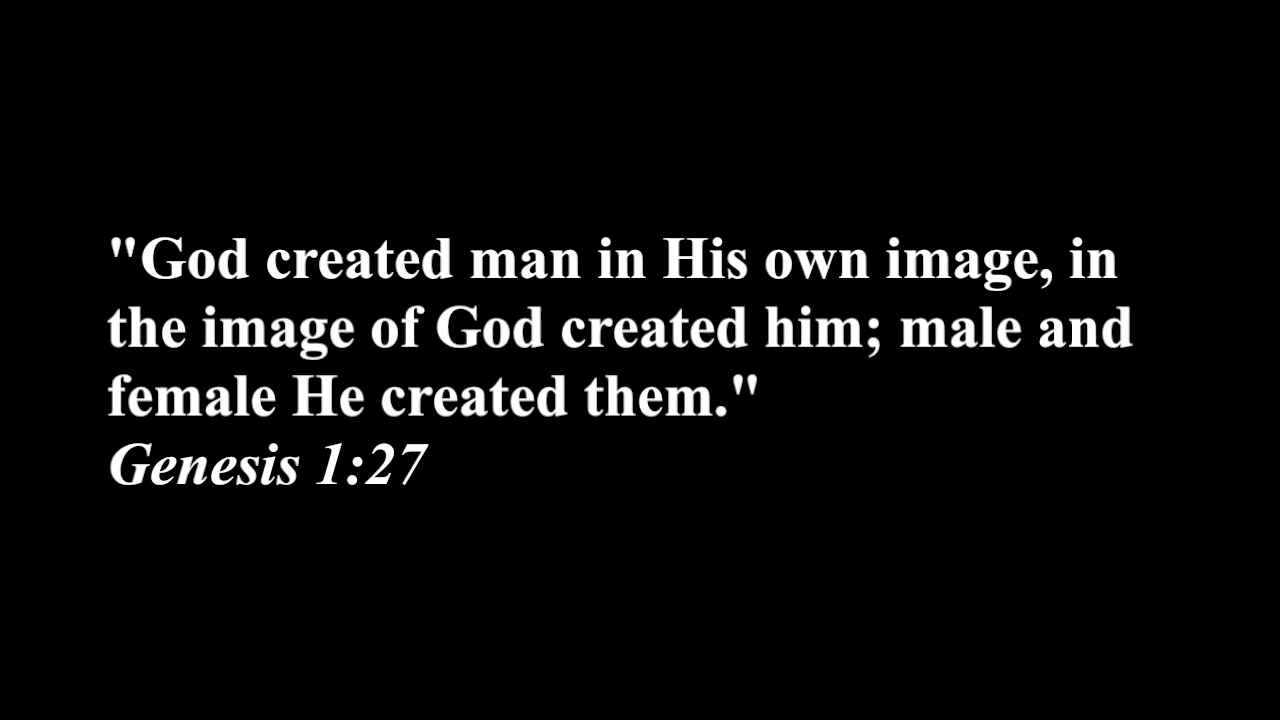 "God created man in His own image, in
the image of God created him; male and
female He created them."
Genesis 1:27